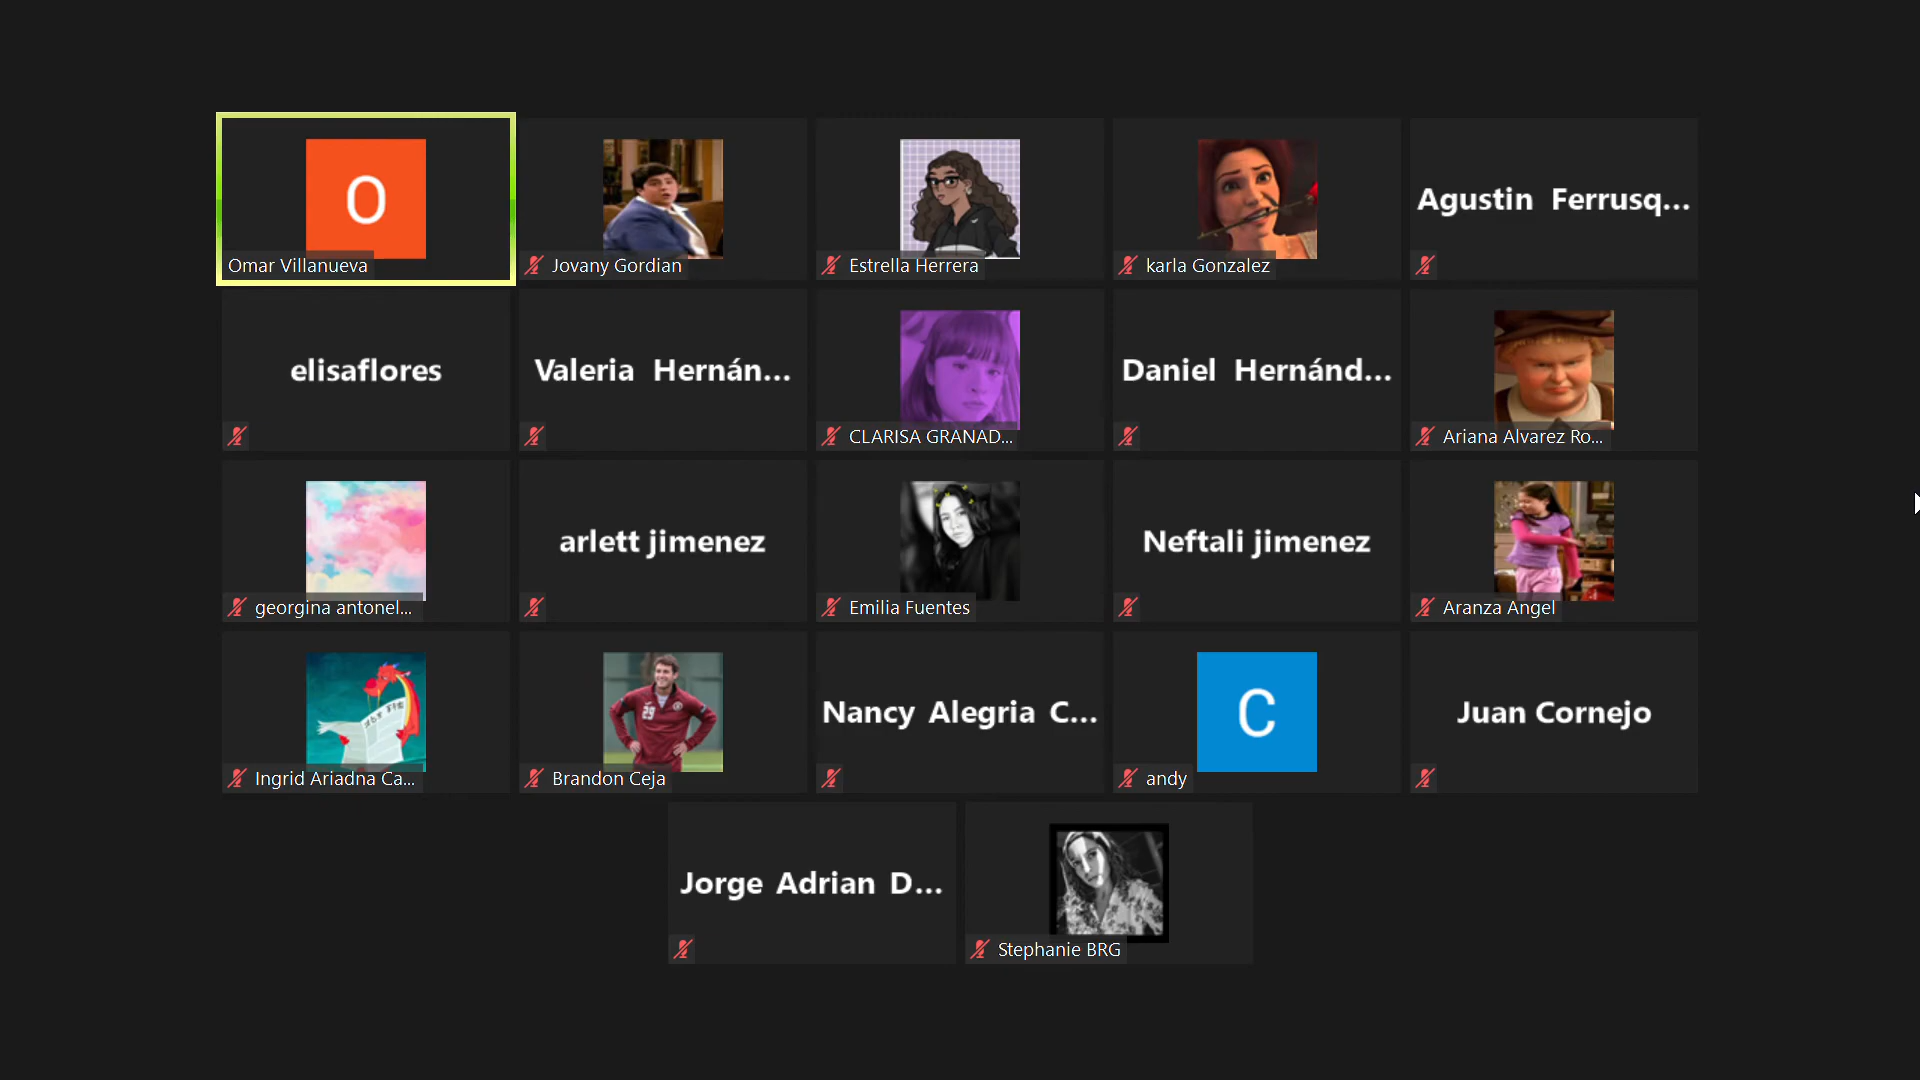 O
Omar Villanueva
Jovany Gordian
Estrella Herrera
karla Gonzalez
Agustin Ferrusq...
elisaflores
Valeria Hernán...
CLARISA GRANAD...
Daniel Hernánd...
Ariana Alvarez Ro...
georgina antonel...
arlett jimenez
Emilia Fuentes
Neftali jimenez
Aranza Angel
Ingrid Ariadna Ca...
29
Brandon Ceja
Nancy Alegria C...
C
andy
Juan Cornejo
Jorge Adrian D...
Stephanie BRG